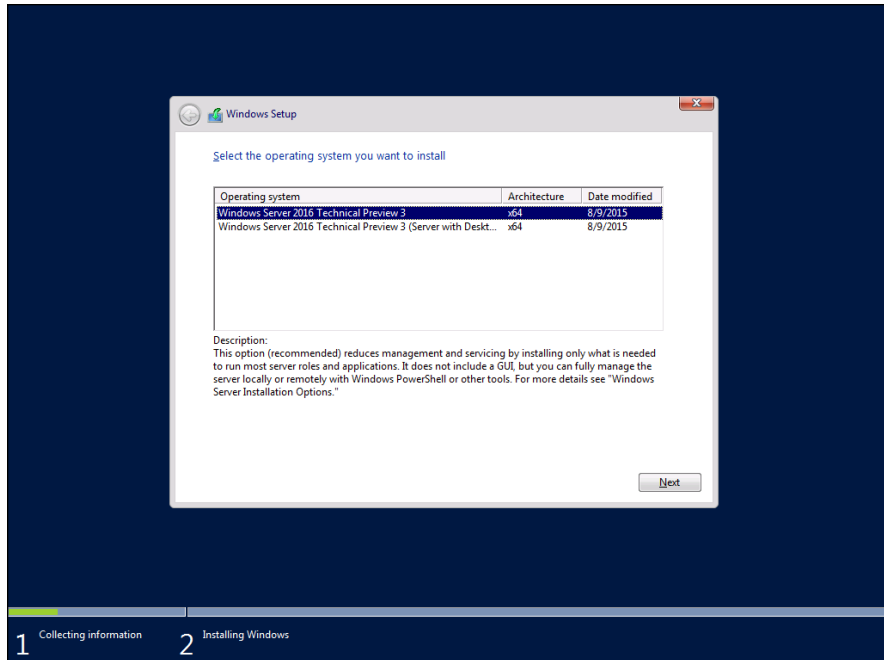 Windows Setup
Select the operating system you want to install
Operating system Architecture Date modified
Windows Server 2016 Technical Preview 3 x64 8/9/2015
Windows Server 2016 Technical Preview 3 (Server with Deskt... x64 8/9/2015
Description:
This option (recommended) reduces management and servicing by installing only what is needed
to run most server roles and applications. It does not include a GUI, but you can fully manage the
server locally or remotely with Windows PowerShell or other tools. For more details see "Windows
Server Installation Options."
Next
1 Collecting information 2 Installing Windows